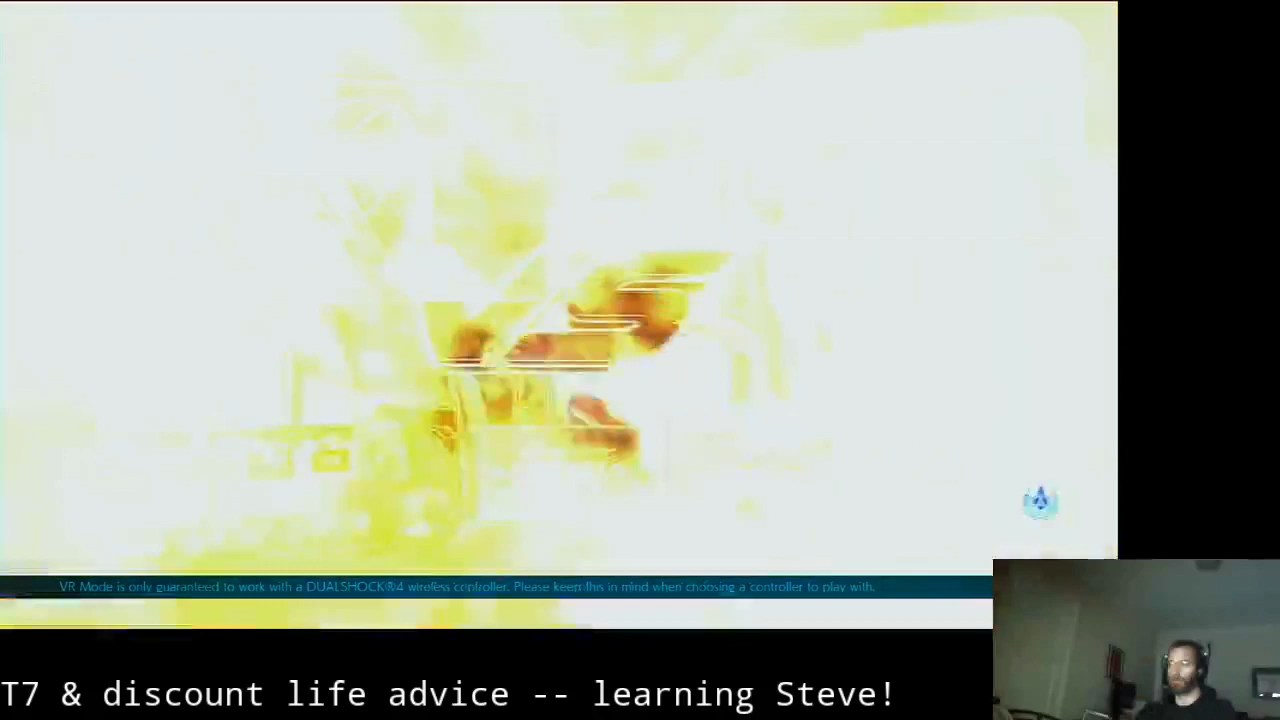 VR Mode is only guaranteed to work with a DUALSHOCK®4 wireless controller. Please keep this in mind when choosing a controller to play with.
T7 & discount life advice -- learning Steve!